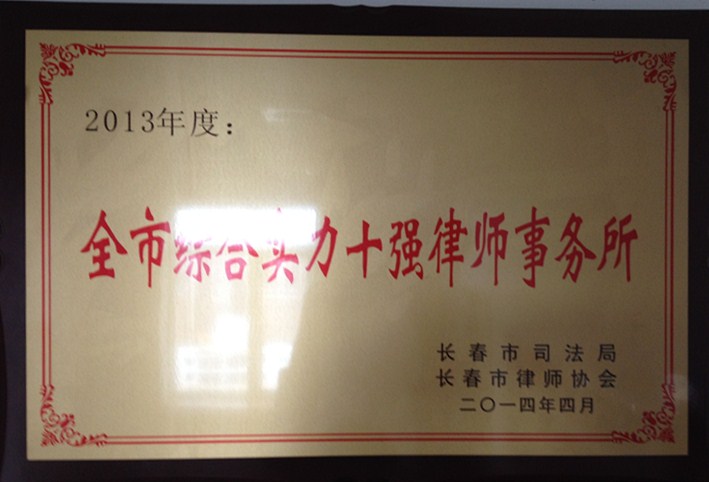 2013年度：
全市综合实力十强律师事务所
长春市司法局
长春市律师协会
二〇一四年四月